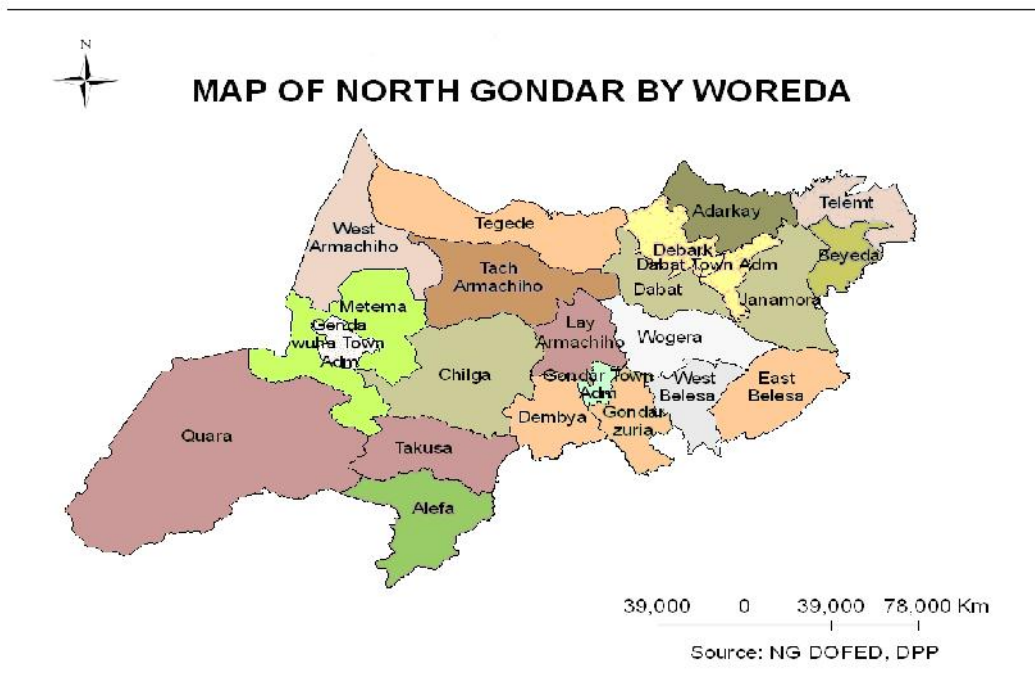 N
MAP OF NORTH GONDAR BY WOREDA
Telemt
Adarkay
West
Armachiho
Tegede
Debark
Beyeda
Dabat Town Adm
Tach
Armachiho
Dabat
Janamora
Metema
Genda
wuha Town
Adm
Lay
Armachiho
Wogera
Chilga
Gondar Town
Adm
West
Belesa
East
Belesa
Dembya
Gondar
zuria
Quara
Takusa
Alefa
39,000 0 39,000 78,000 Km
Source: NG DOFED, DPP